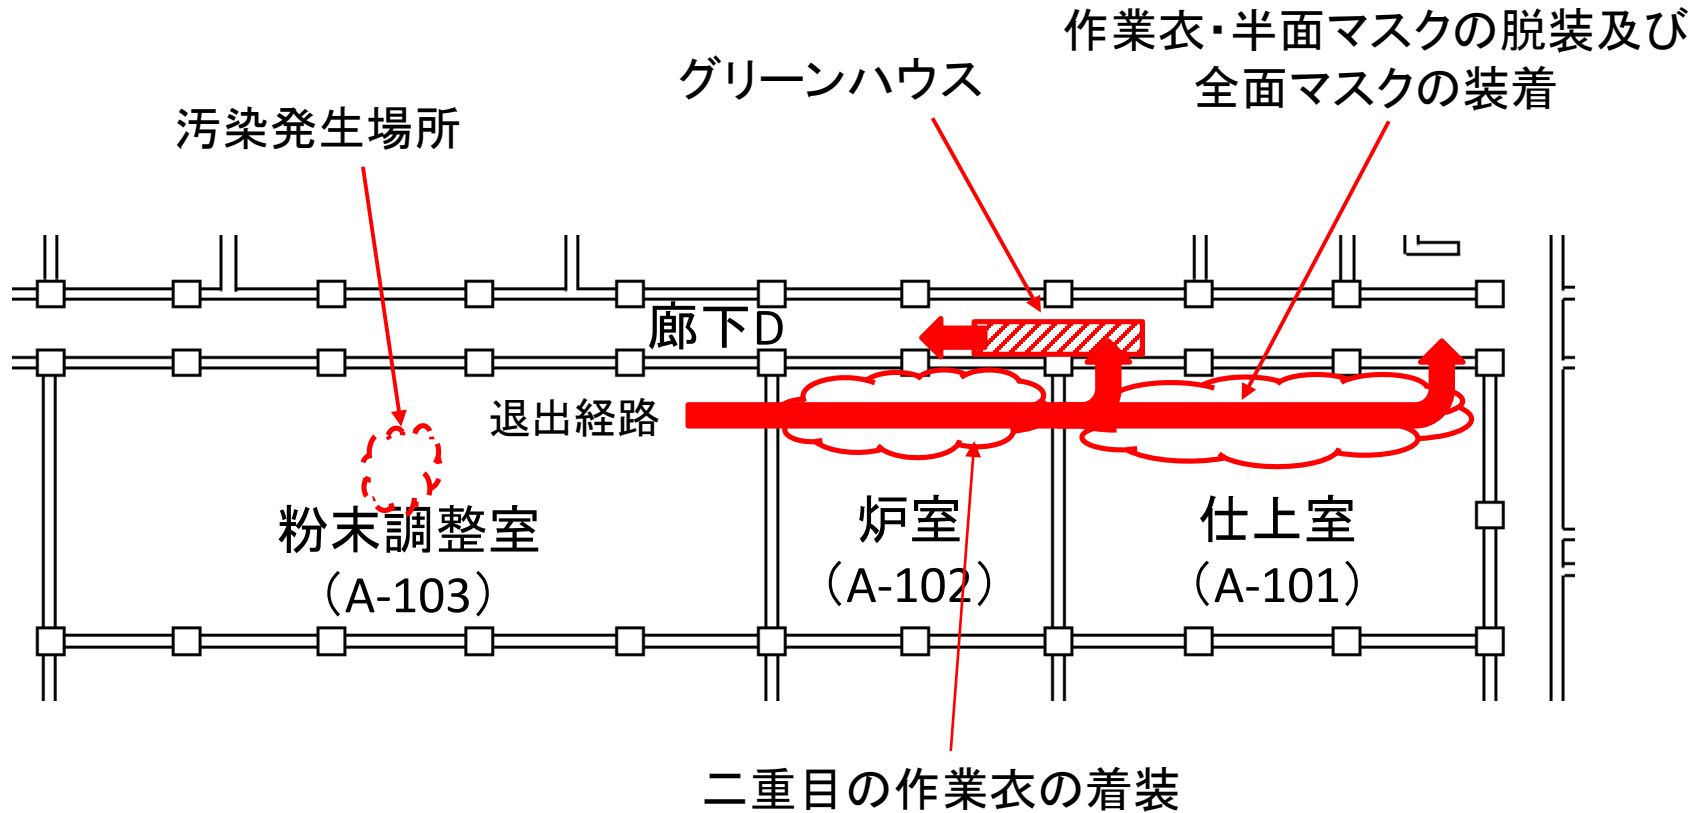 作業衣・半面マスクの脱装及び
全面マスクの装着
グリーンハウス
汚染発生場所
廊下D
退出経路
粉末調整室
（A-103）
炉室
（A-102）
仕上室
（A-101）
二重目の作業衣の着装